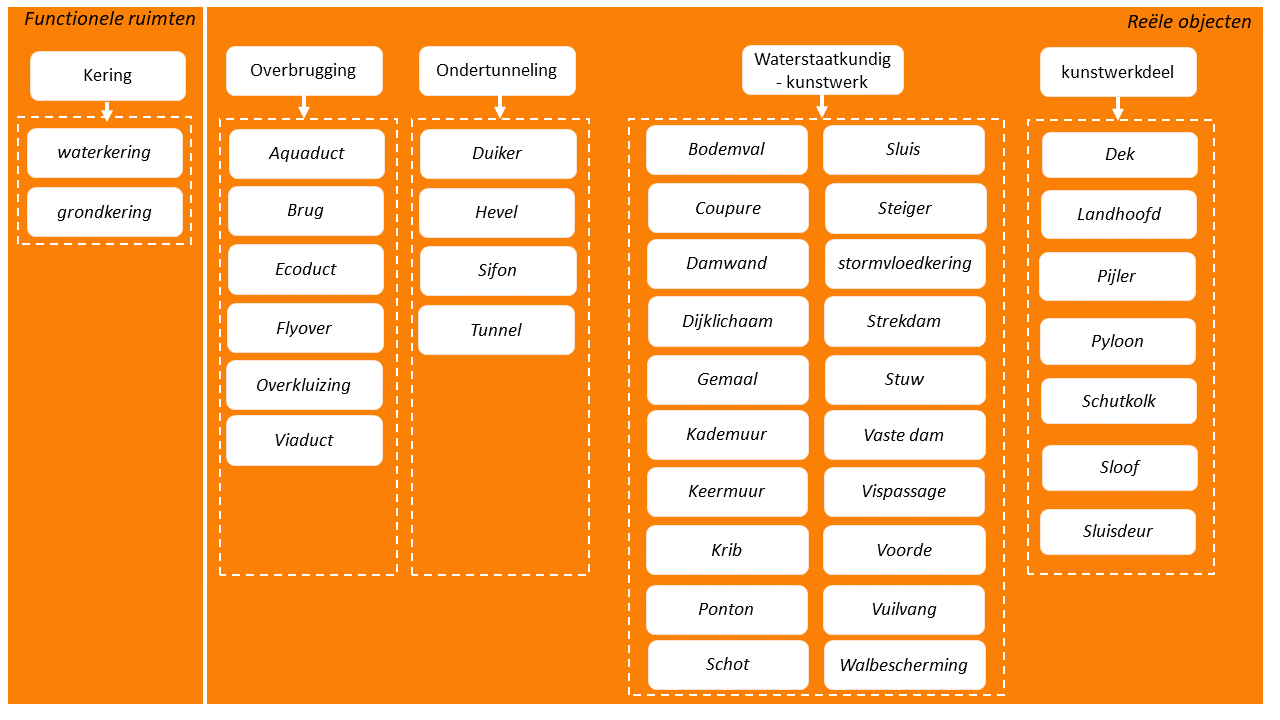 Functionele ruimten
Reële objecten
Kering
waterkering
grondkering
Overbrugging
Aquaduct
Brug
Ecoduct
Flyover
Overkluizing
Viaduct
Ondertunneling
Duiker
Hevel
Sifon
Tunnel
Waterstaatkundig
- kunstwerk
Bodemval
Coupure
Damwand
Dijklichaam
Gemaal
Kademuur
Keermuur
Krib
Ponton
Schot
Sluis
Steiger
stormvloedkering
Strekdam
Stuw
Vaste dam
Vispassage
Voorde
Vuilvang
Walbescherming
kunstwerkdeel
Dek
Landhoofd
Pijler
Pyloon
Schutkolk
Sloof
Sluisdeur